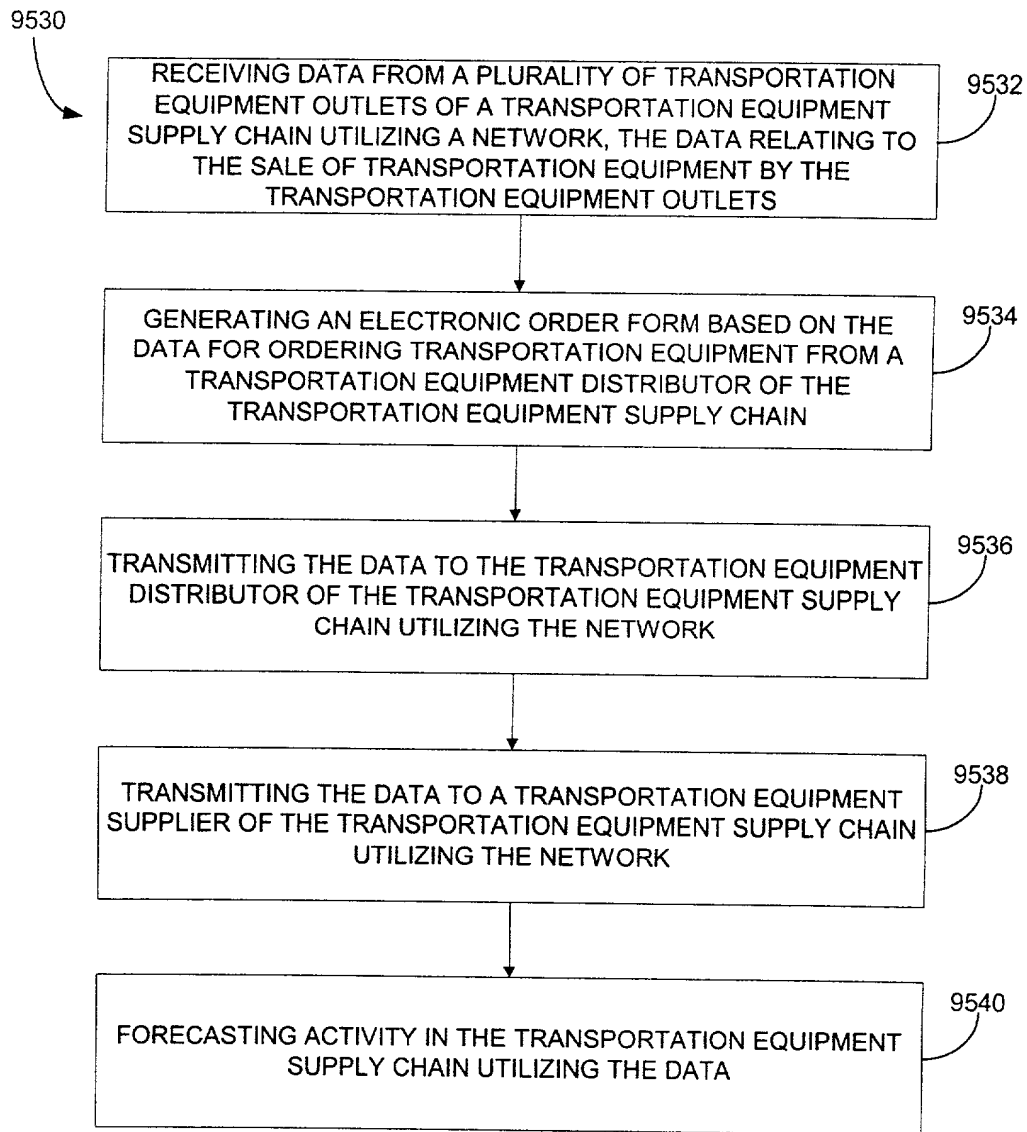 9530
RECEIVING DATA FROM A PLURALITY OF TRANSPORTATION
EQUIPMENT OUTLETS OF A TRANSPORTATION EQUIPMENT
SUPPLY CHAIN UTILIZING A NETWORK, THE DATA RELATING TO
THE SALE OF TRANSPORTATION EQUIPMENT BY THE
TRANSPORTATION EQUIPMENT OUTLETS
9532
GENERATING AN ELECTRONIC ORDER FORM BASED ON THE
DATA FOR ORDERING TRANSPORTATION EQUIPMENT FROM A
TRANSPORTATION EQUIPMENT DISTRIBUTOR OF THE
TRANSPORTATION EQUIPMENT SUPPLY CHAIN
9534
TRANSMITTING THE DATA TO THE TRANSPORTATION EQUIPMENT
DISTRIBUTOR OF THE TRANSPORTATION EQUIPMENT SUPPLY
CHAIN UTILIZING THE NETWORK
9536
TRANSMITTING THE DATA TO A TRANSPORTATION EQUIPMENT
SUPPLIER OF THE TRANSPORTATION EQUIPMENT SUPPLY CHAIN
UTILIZING THE NETWORK
9538
FORECASTING ACTIVITY IN THE TRANSPORTATION EQUIPMENT
SUPPLY CHAIN UTILIZING THE DATA
9540